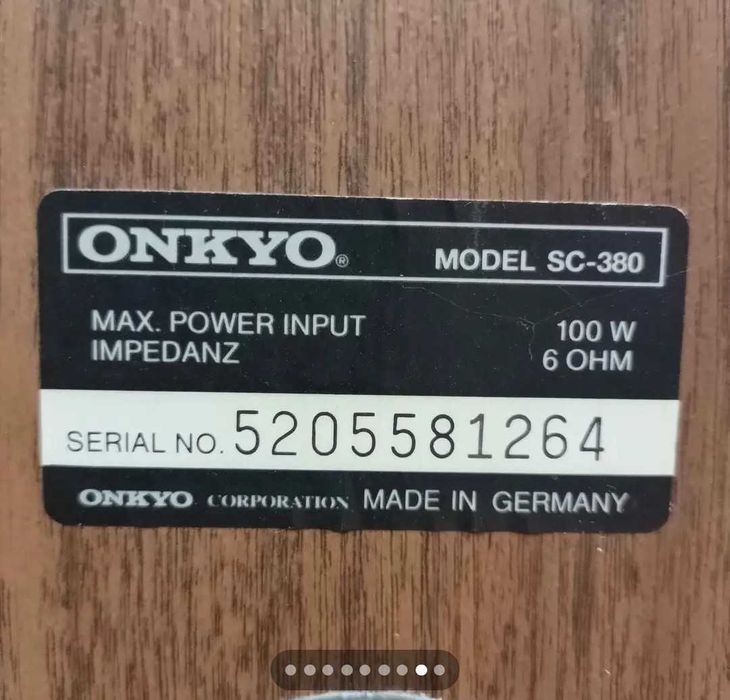 ONKYO® MODEL SC-380
MAX. POWER INPUT 100 W
IMPEDANZ 6 OHM
SERIAL NO. 5205581264
ONKYO CORPORATION MADE IN GERMANY